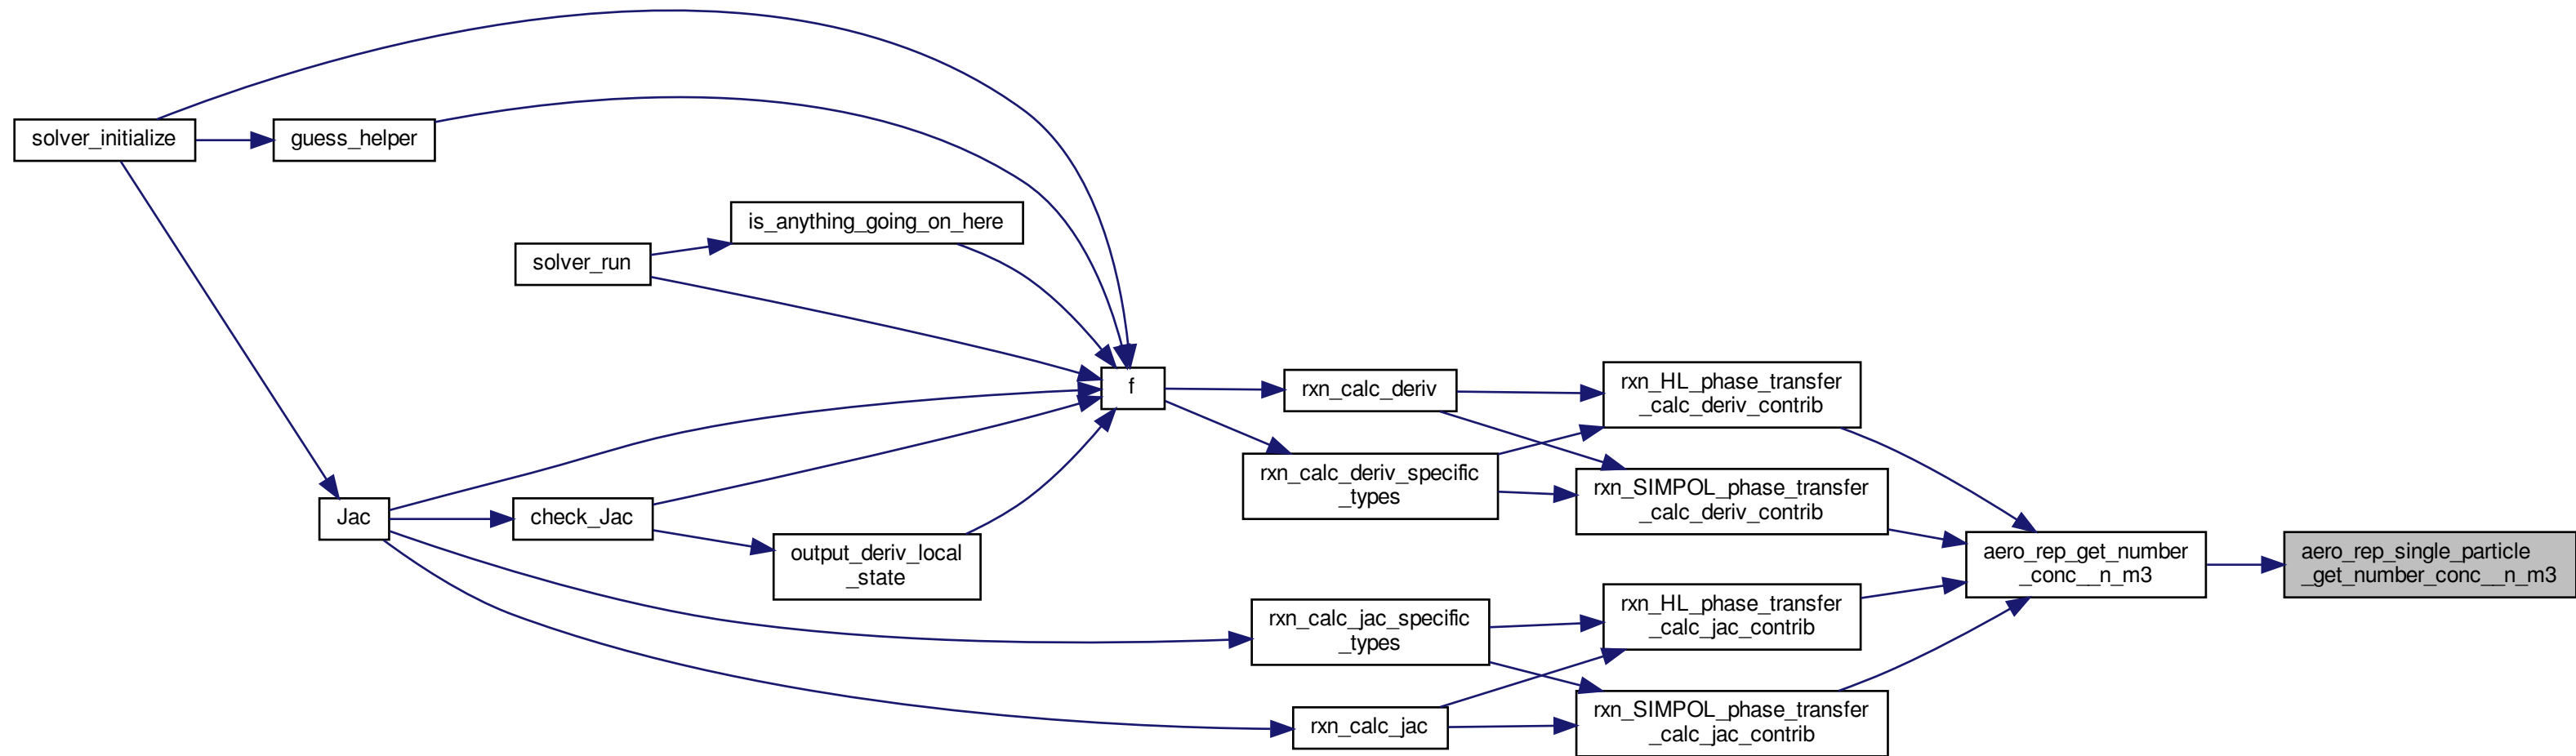 solver_initialize
guess_helper
is_anything_going_on_here
solver_run
f
rxn_calc_deriv
rxn_HL_phase_transfer
_calc_deriv_contrib
rxn_calc_deriv_specific
_types
rxn_SIMPOL_phase_transfer
_calc_deriv_contrib
Jac
check_Jac
output_deriv_local
_state
aero_rep_get_number
_conc__n_m3
aero_rep_single_particle
_get_number_conc__n_m3
rxn_calc_jac_specific
_types
rxn_HL_phase_transfer
_calc_jac_contrib
rxn_calc_jac
rxn_SIMPOL_phase_transfer
_calc_jac_contrib